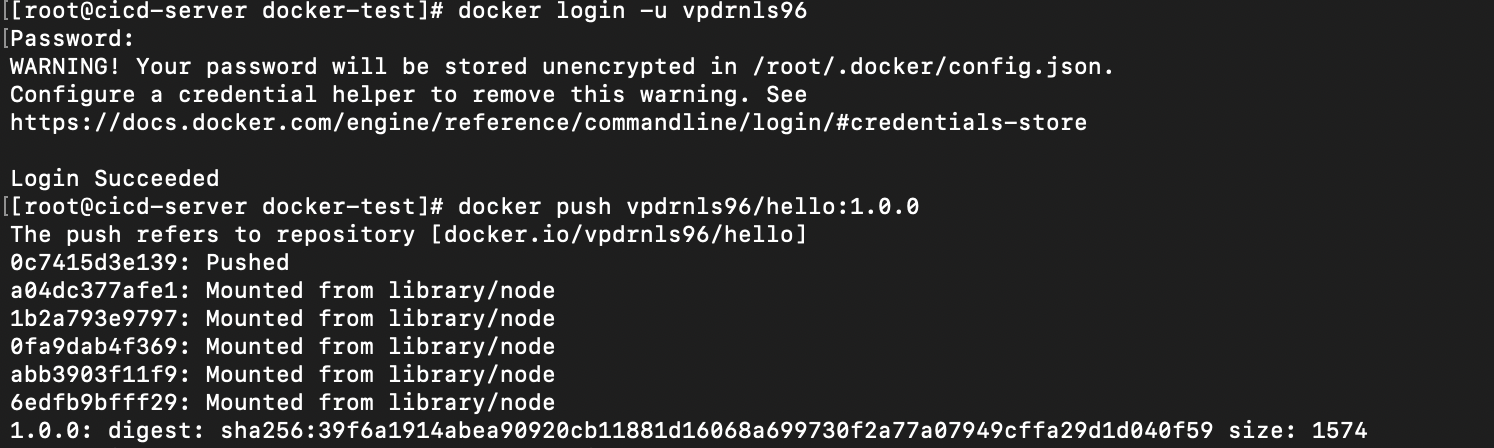 [[root@cicd-server docker-test]# docker login -u vpdrnls96
[Password:
WARNING! Your password will be stored unencrypted in /root/.docker/config.json.
Configure a credential helper to remove this warning. See
https://docs.docker.com/engine/reference/commandline/login/#credentials-store
Login Succeeded
[[root@cicd-server docker-test]# docker push vpdrnls96/hello:1.0.0
The push refers to repository [docker.io/vpdrnls96/hello]
0c7415d3e139: Pushed
a04dc377afe1: Mounted from library/node
1b2a793e9797: Mounted from library/node
0fa9dab4f369: Mounted from library/node
abb3903f11f9: Mounted from library/node
6edfb9bfff29: Mounted from library/node
1.0.0: digest: sha256:39f6a1914abea90920cb11881d16068a699730f2a77a07949cffa29d1d040f59 size: 1574